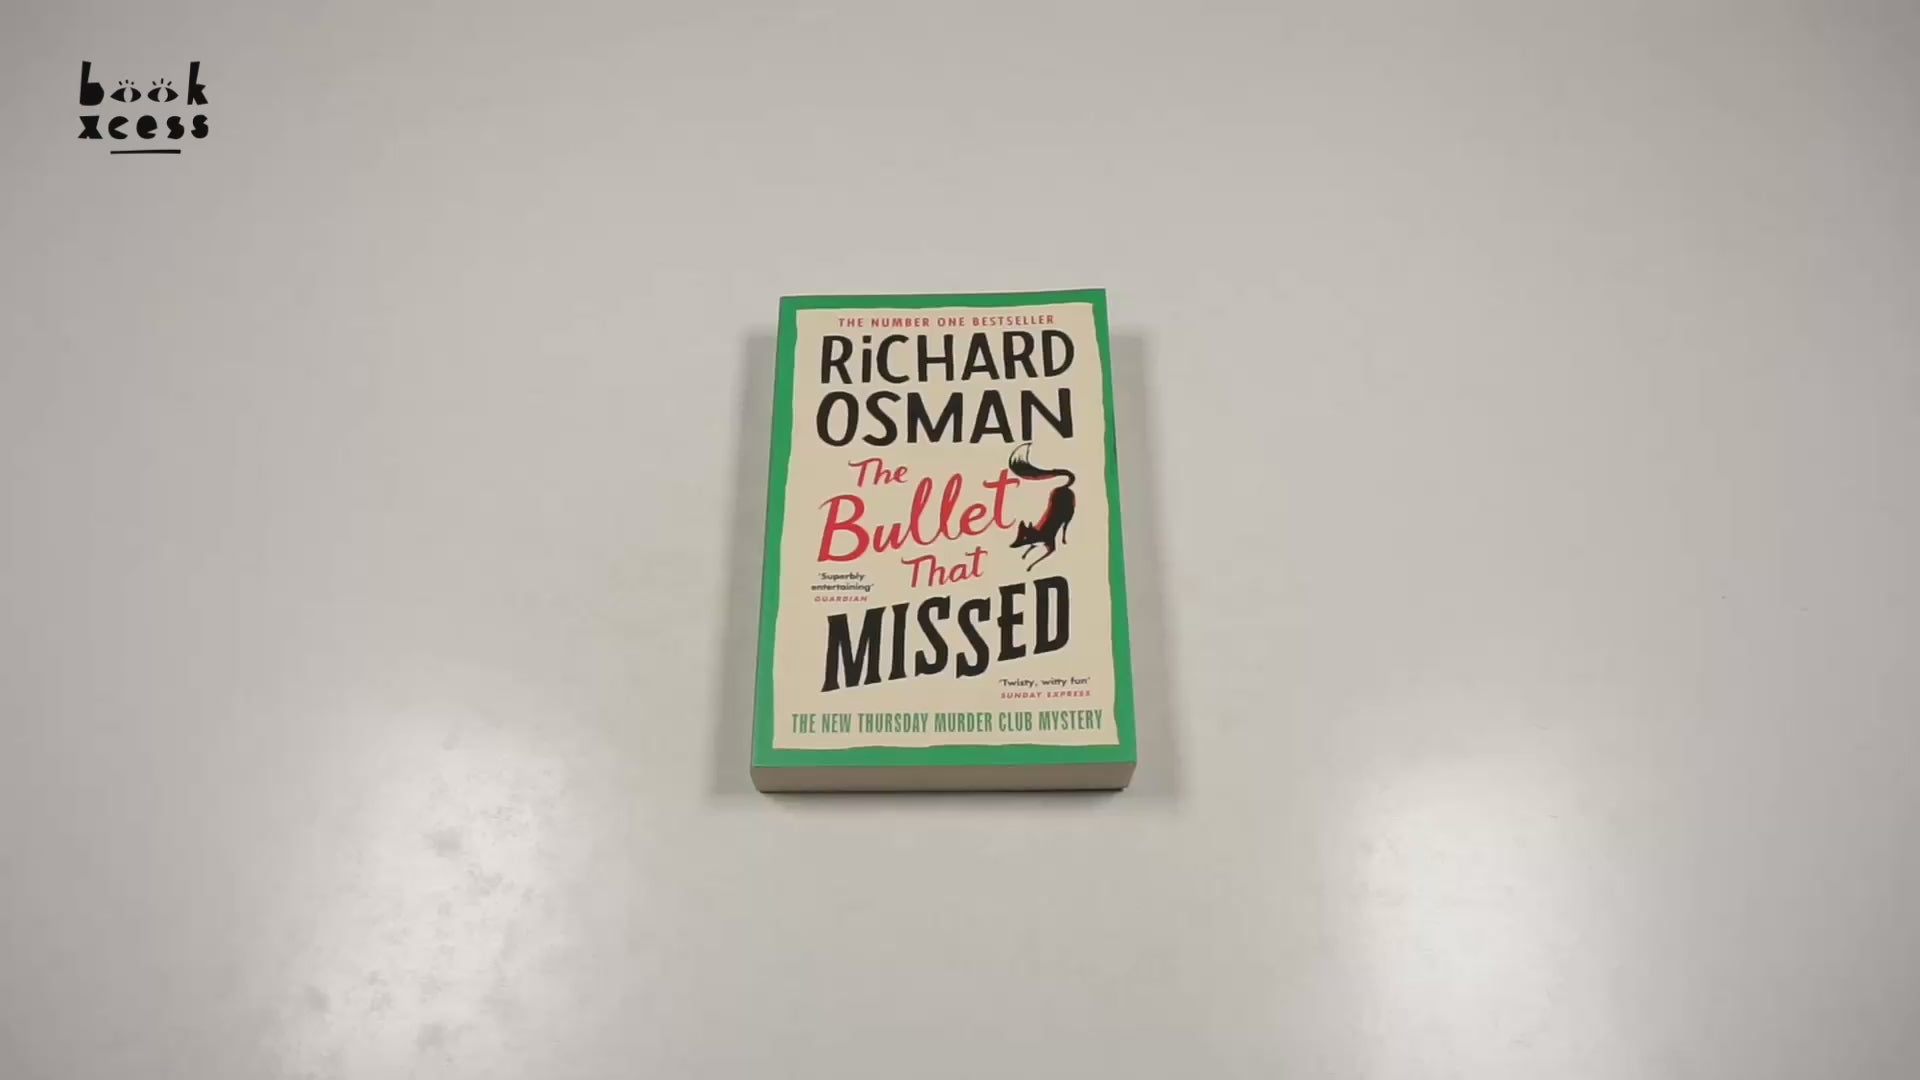 book
xcess
THE NUMBER ONE BESTSELLER
RiCHARD
OSMAN
The
Bullet
That
'Superbly
entertaining'
GUARDIAN
MISSED
'Twisty, witty fun'
SUNDAY EXPRESS
THE NEW THURSDAY MURDER CLUB MYSTERY